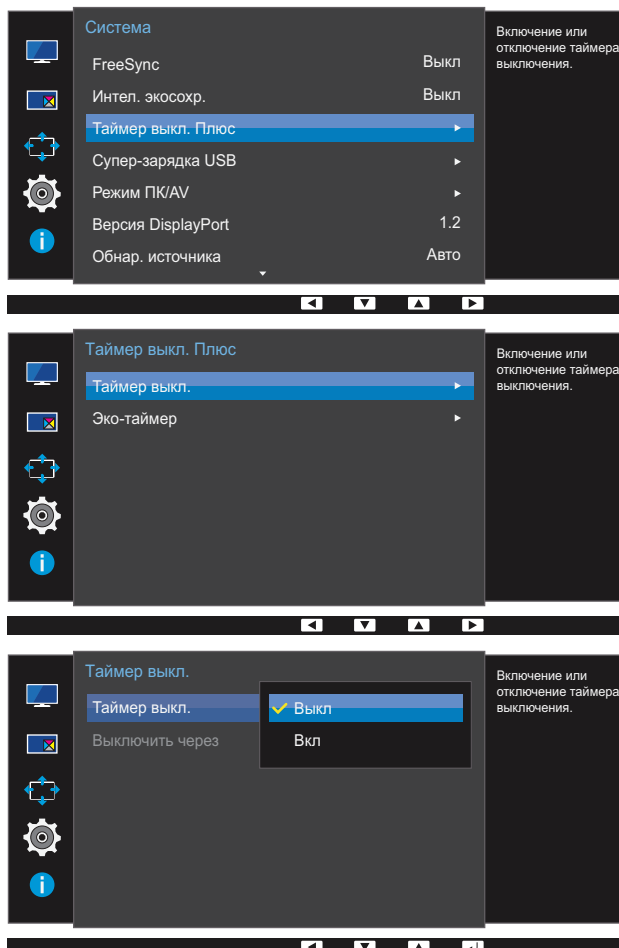 Система
FreeSync Выкл
Интел. экосохр. Выкл
Таймер выкл. Плюс
Супер-зарядка USB
Режим ПК/AV
Версия DisplayPort 1.2
Обнар. источника Авто
Включение или
отключение таймера
выключения.
Таймер выкл. Плюс
Таймер выкл.
Эко-таймер
Включение или
отключение таймера
выключения.
Таймер выкл.
Таймер выкл. Выкл
Выключить через Вкл
Включение или
отключение таймера
выключения.